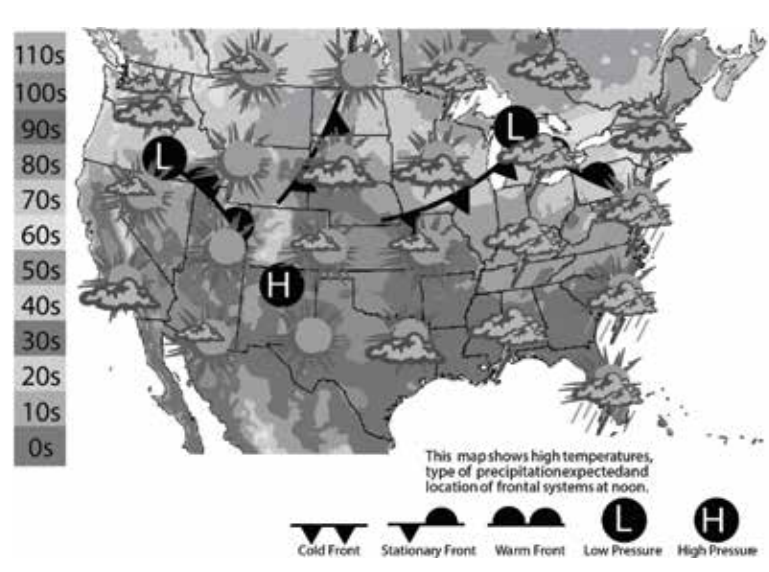 110s
100s
90s
80s
70s
60s
50s
40s
30s
20s
10s
0s
L
L
H
This map shows high temperatures,
type of precipitationexpectedand
location of frontal systems at noon.
L
H
Cold Front
Stationary Front
Warm Front
Low Pressure
High Pressure